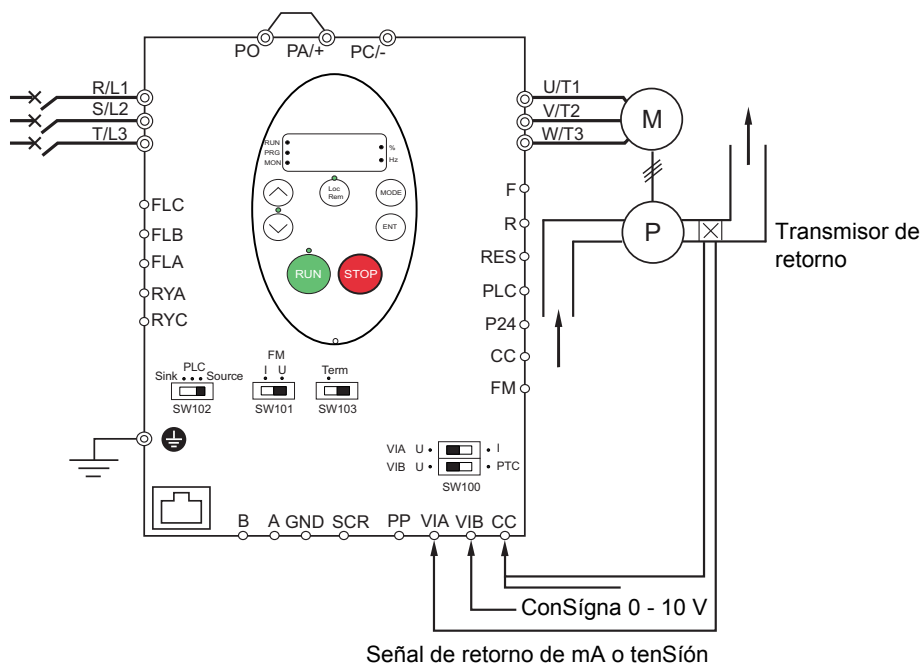 PO PA/+ PC/-
R/L1
S/L2
T/L3
U/T1
V/T2
W/T3
M
RUN
PRG
MON
%
Hz
Loc
Rem
MODE
ENT
RUN
STOP
FLC
FLB
FLA
RYA
RYC
F
R
RES
PLC
P24
CC
FM
P
Transmisor de
retorno
PLC
Sink Source
SW102
FM
I U
SW101
Term
SW103
VIA U I
VIB U PTC
SW100
B A GND SCR PP VIA VIB CC
ConSígna 0 - 10 V
Señal de retorno de mA o tenSíón